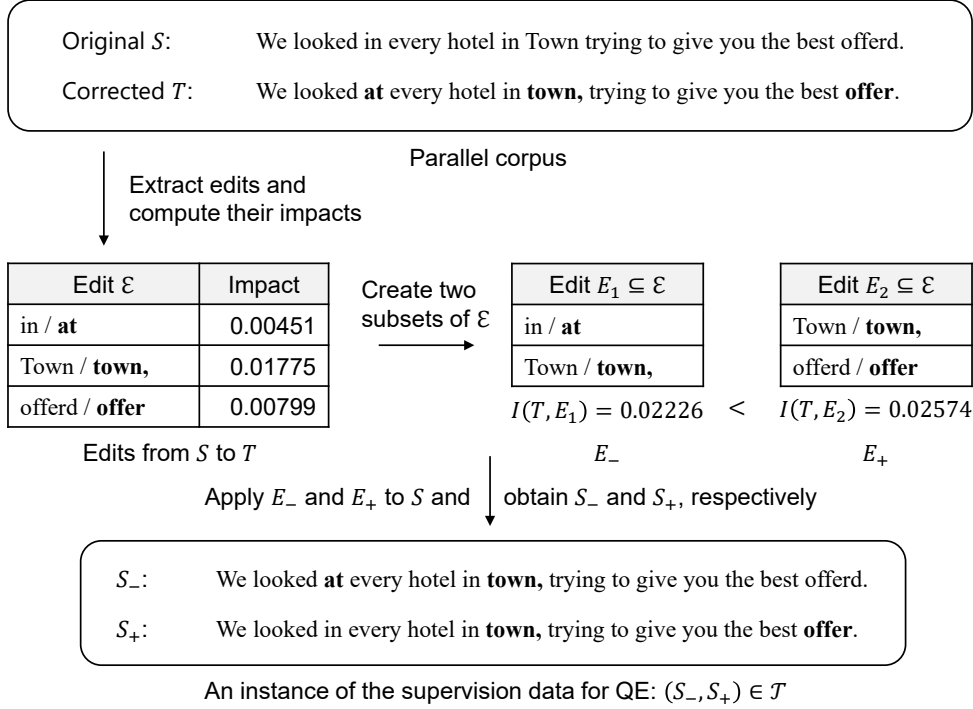 Original S: We looked in every hotel in Town trying to give you the best offerd.
Corrected T: We looked at every hotel in town, trying to give you the best offer.
Parallel corpus
Extract edits and
compute their impacts
Edit ℰ Impact
in / at 0.00451
Town / town, 0.01775
offerd / offer 0.00799
Edits from S to T
Create two
subsets of ℰ
Edit E₁ ⊆ ℰ
in / at
Town / town,
I(T, E₁) = 0.02226
E₋
<
Edit E₂ ⊆ ℰ
Town / town,
offerd / offer
I(T, E₂) = 0.02574
E₊
Apply E₋ and E₊ to S and obtain S₋ and S₊, respectively
S₋: We looked at every hotel in town, trying to give you the best offerd.
S₊: We looked in every hotel in town, trying to give you the best offer.
An instance of the supervision data for QE: (S₋, S₊) ∈ 𝒯